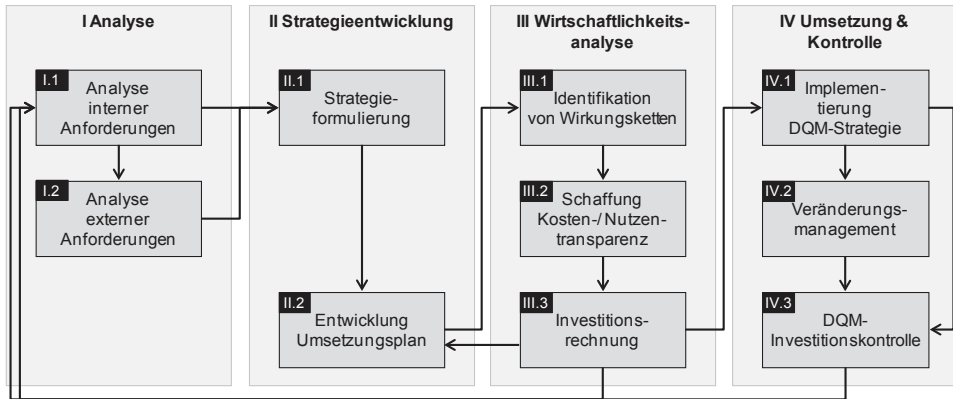 I Analyse
I.1
Analyse
interner
Anforderungen
I.2
Analyse
externer
Anforderungen
II Strategieentwicklung
II.1
Strategie-
formulierung
II.2
Entwicklung
Umsetzungsplan
III Wirtschaftlichkeits-
analyse
III.1
Identifikation
von Wirkungsketten
III.2
Schaffung
Kosten-/ Nutzen-
transparenz
III.3
Investitions-
rechnung
IV Umsetzung &
Kontrolle
IV.1
Implemen-
tierung
DQM-Strategie
IV.2
Veränderungs-
management
IV.3
DQM-
Investitionskontrolle